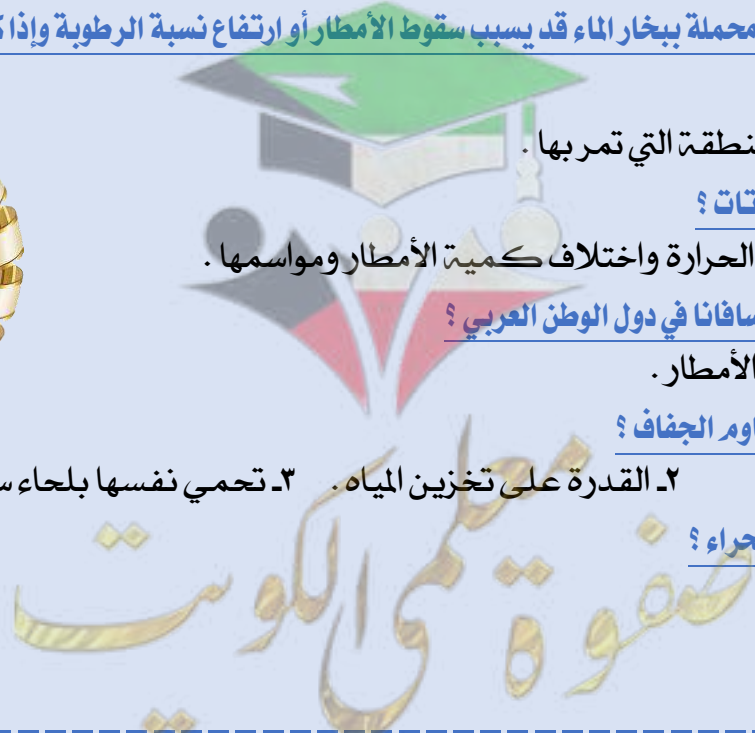 محملة ببخار الماء قد يسبب سقوط الأمطار أو ارتفاع نسبة الرطوبة وإذا
نطقة التي تمر بها .
تات ؟
الحرارة واختلاف كمية الأمطار ومواسمها .
سافانا في دول الوطن العربي ؟
الأمطار .
اوم الجفاف ؟
٢ـ القدرة على تخزين المياه . ٣ـ تحمي نفسها بلحاء
حراء ؟
صفوة معلمى الكويت